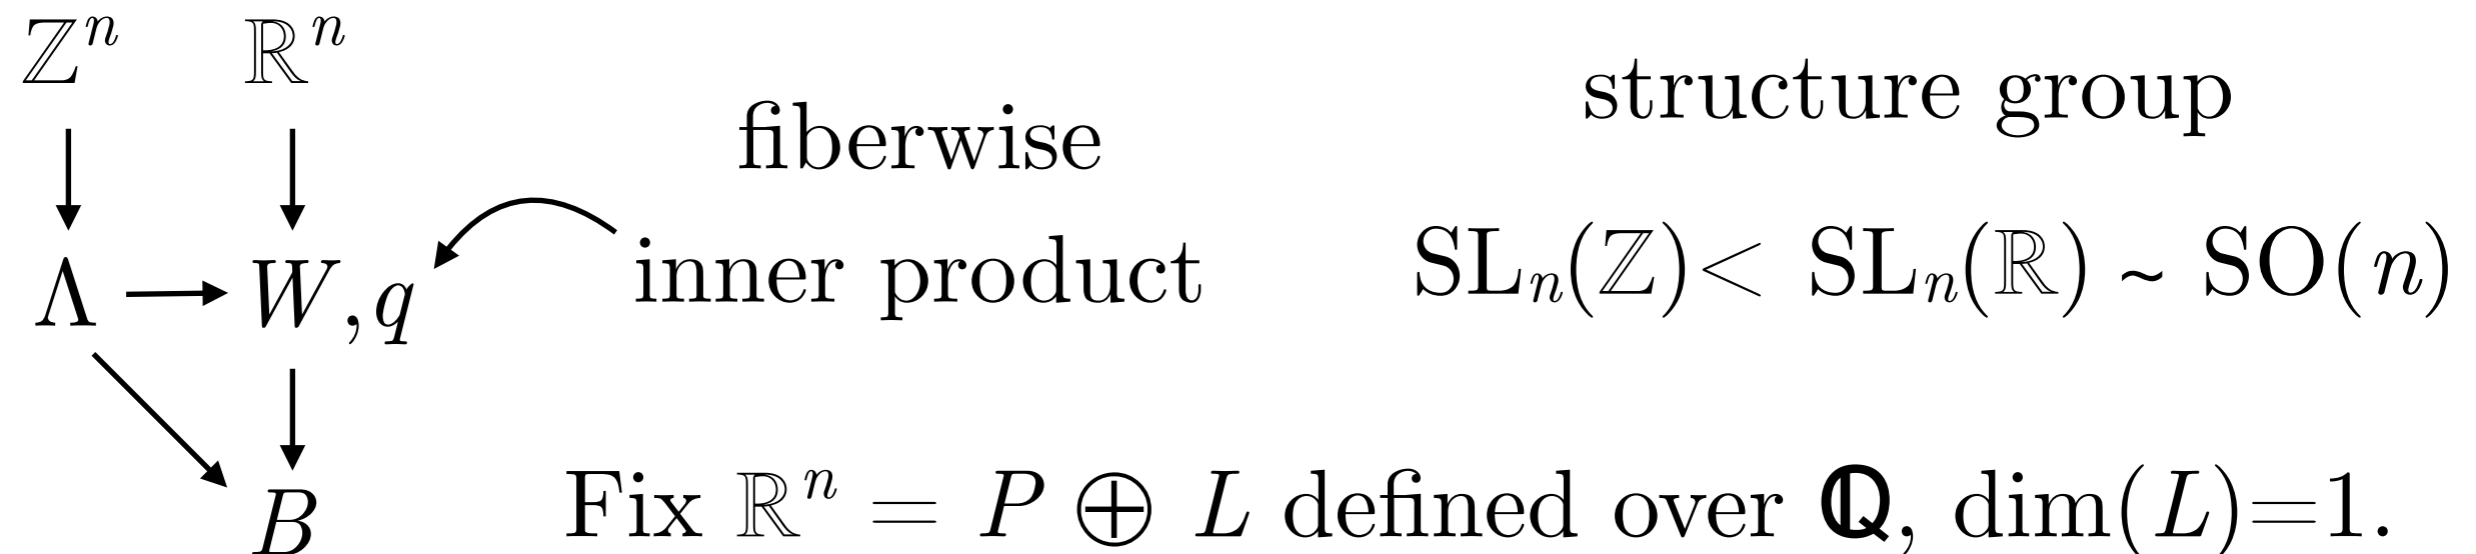 ℤⁿ ℝⁿ
structure group
fiberwise
inner product
SLₙ(ℤ)< SLₙ(ℝ) ~ SO(n)
Λ → W,q
B
Fix ℝⁿ = P ⊕ L defined over ℚ, dim(L)=1.